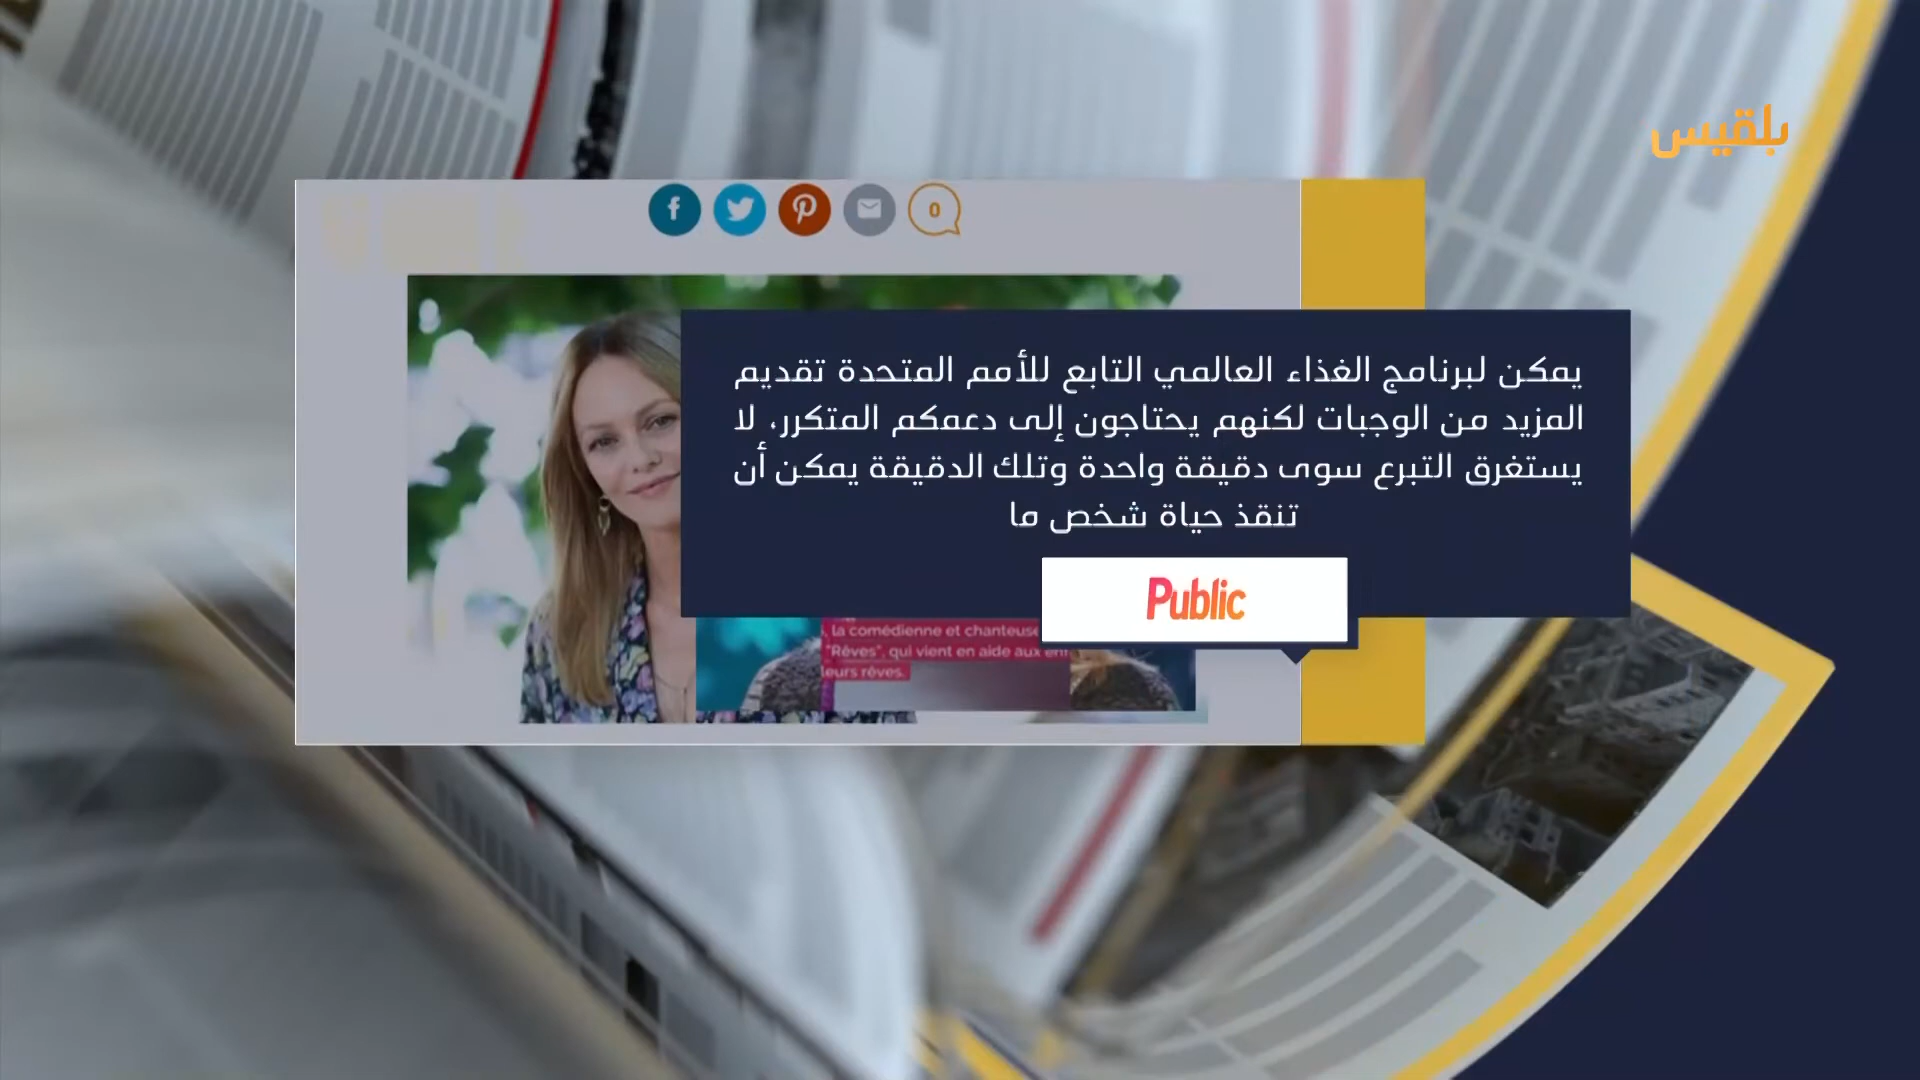 بلقيس
0
يمكن لبرنامج الغذاء العالمي التابع للأمم المتحدة تقديم
المزيد من الوجبات لكنهم يحتاجون إلى دعمكم المتكرر. لا
يستغرق التبرع سوى دقيقة واحدة وتلك الدقيقة يمكن أن
تنقذ حياة شخص ما
Public
, la comédienne et chanteuse
"Rêves", qui vient en aide aux
leurs rêves.